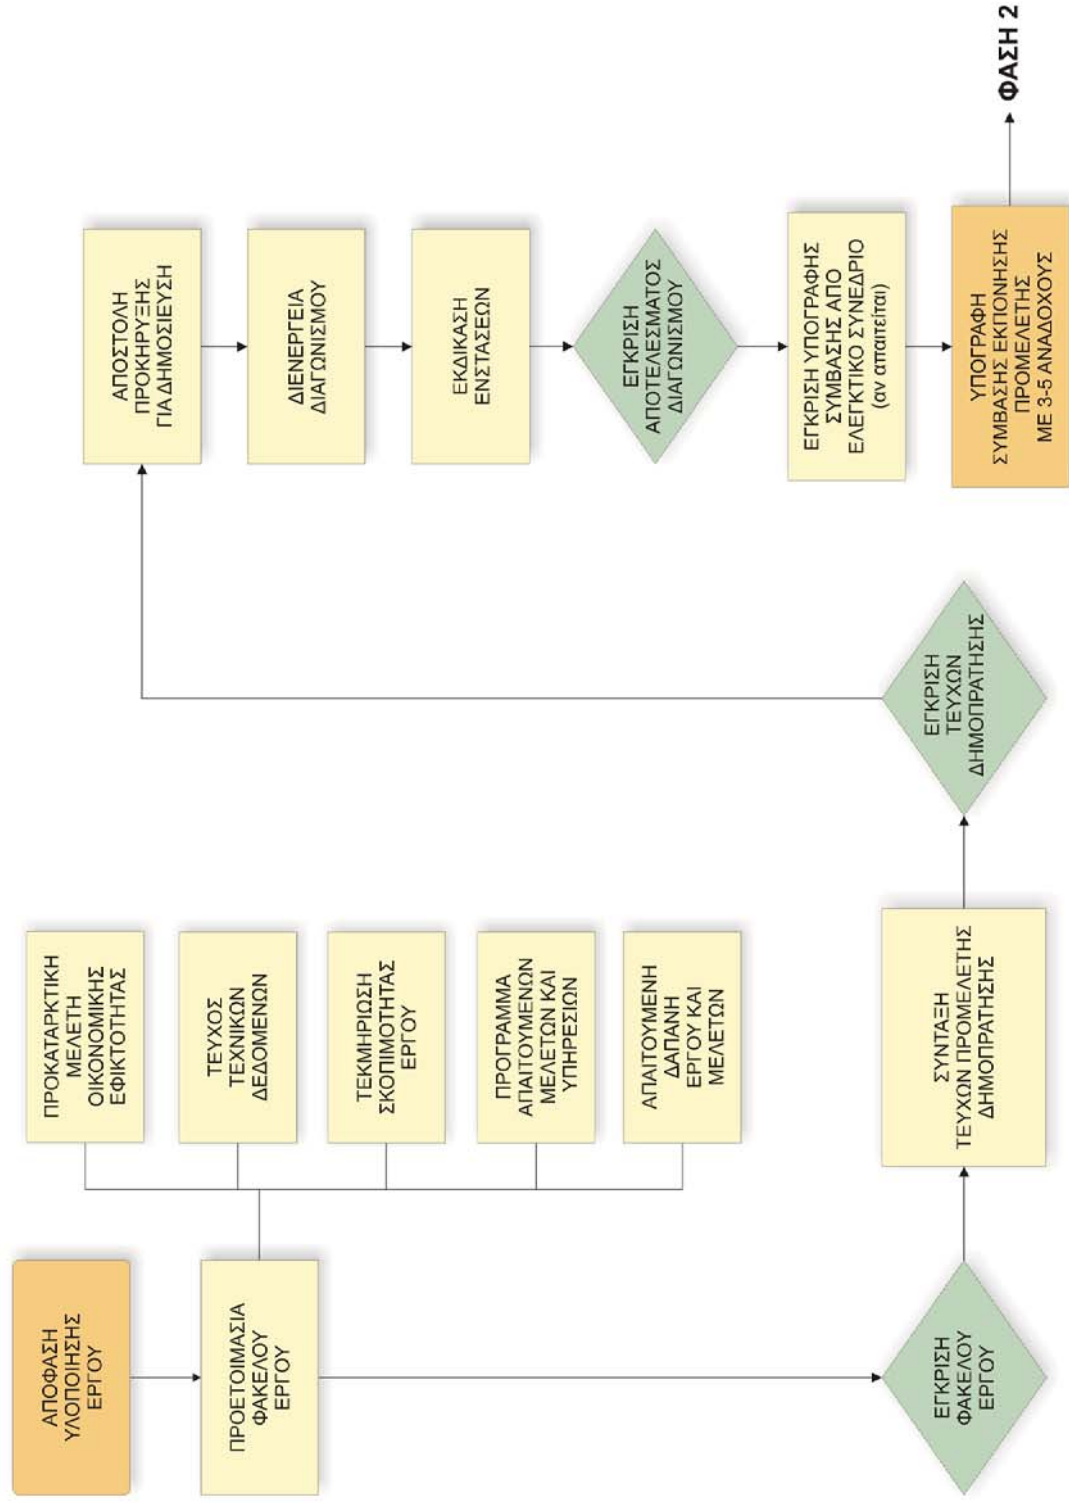 ΑΠΟΦΑΣΗ
ΥΛΟΠΟΙΗΣΗΣ
ΕΡΓΟΥ
ΠΡΟΕΤΟΙΜΑΣΙΑ
ΦΑΚΕΛΟΥ
ΕΡΓΟΥ
ΠΡΟΚΑΤΑΡΚΤΙΚΗ
ΜΕΛΕΤΗ
ΟΙΚΟΝΟΜΙΚΗΣ
ΕΦΙΚΤΟΤΗΤΑΣ
ΤΕΥΧΟΣ
ΤΕΧΝΙΚΩΝ
ΔΕΔΟΜΕΝΩΝ
ΤΕΚΜΗΡΙΩΣΗ
ΣΚΟΠΙΜΟΤΗΤΑΣ
ΕΡΓΟΥ
ΠΡΟΓΡΑΜΜΑ
ΑΠΑΙΤΟΥΜΕΝΩΝ
ΜΕΛΕΤΩΝ ΚΑΙ
ΥΠΗΡΕΣΙΩΝ
ΑΠΑΙΤΟΥΜΕΝΗ
ΔΑΠΑΝΗ
ΕΡΓΟΥ ΚΑΙ
ΜΕΛΕΤΩΝ
ΕΓΚΡΙΣΗ
ΦΑΚΕΛΟΥ
ΕΡΓΟΥ
ΣΥΝΤΑΞΗ
ΤΕΥΧΩΝ ΠΡΟΜΕΛΕΤΗΣ
ΔΗΜΟΠΡΑΤΗΣΗΣ
ΕΓΚΡΙΣΗ
ΤΕΥΧΩΝ
ΔΗΜΟΠΡΑΤΗΣΗΣ
ΑΠΟΣΤΟΛΗ
ΠΡΟΚΗΡΥΞΗΣ
ΓΙΑ ΔΗΜΟΣΙΕΥΣΗ
ΔΙΕΝΕΡΓΕΙΑ
ΔΙΑΓΩΝΙΣΜΟΥ
ΕΚΔΙΚΑΣΗ
ΕΝΣΤΑΣΕΩΝ
ΕΓΚΡΙΣΗ
ΑΠΟΤΕΛΕΣΜΑΤΟΣ
ΔΙΑΓΩΝΙΣΜΟΥ
ΕΓΚΡΙΣΗ ΥΠΟΓΡΑΦΗΣ
ΣΥΜΒΑΣΗΣ ΑΠΟ
ΕΛΕΓΚΤΙΚΟ ΣΥΝΕΔΡΙΟ
(αν απαιτείται)
ΥΠΟΓΡΑΦΗ
ΣΥΜΒΑΣΗΣ ΕΚΠΟΝΗΣΗΣ
ΠΡΟΜΕΛΕΤΗΣ
ΜΕ 3-5 ΑΝΑΔΟΧΟΥΣ
ΦΑΣΗ 2